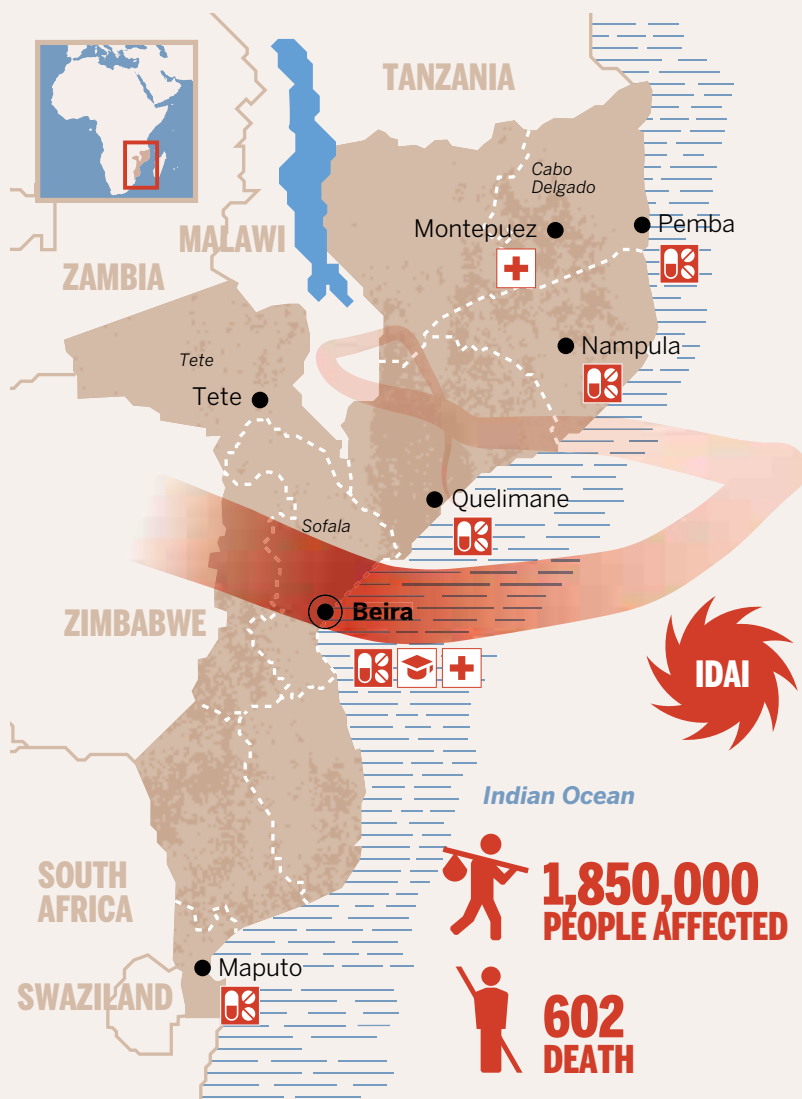 TANZANIA
Cabo
Delgado
Montepuez
Pemba
MALAWI
ZAMBIA
Nampula
Tete
Tete
Quelimane
Sofala
Beira
ZIMBABWE
IDAI
Indian Ocean
1,850,000
PEOPLE AFFECTED
SOUTH
AFRICA
Maputo
SWAZILAND
602
DEATH